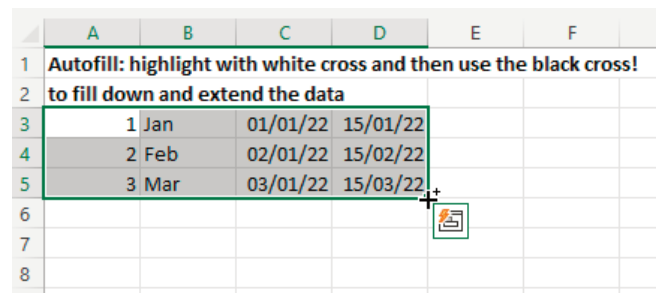 A B C D E F
1 Autofill: highlight with white cross and then use the black cross!
2 to fill down and extend the data
3 1 Jan 01/01/22 15/01/22
4 2 Feb 02/01/22 15/02/22
5 3 Mar 03/01/22 15/03/22
6
7
8